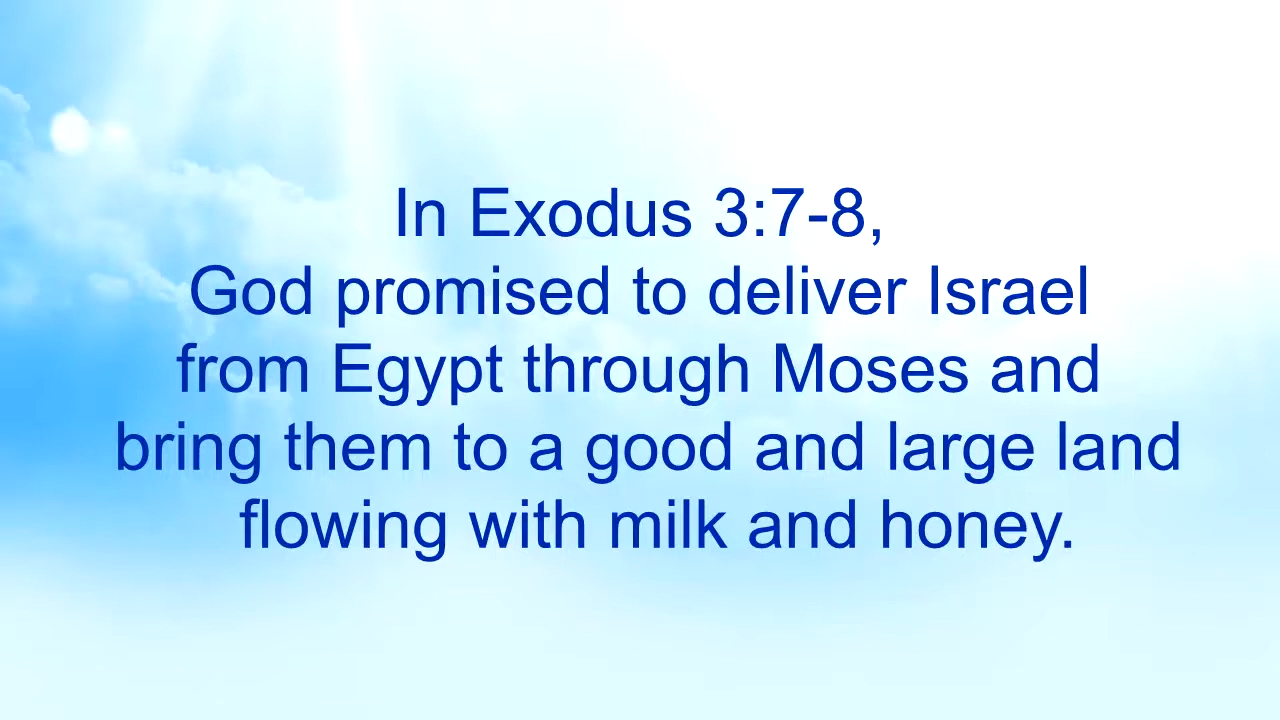 In Exodus 3:7-8,
God promised to deliver Israel
from Egypt through Moses and
bring them to a good and large land
flowing with milk and honey.